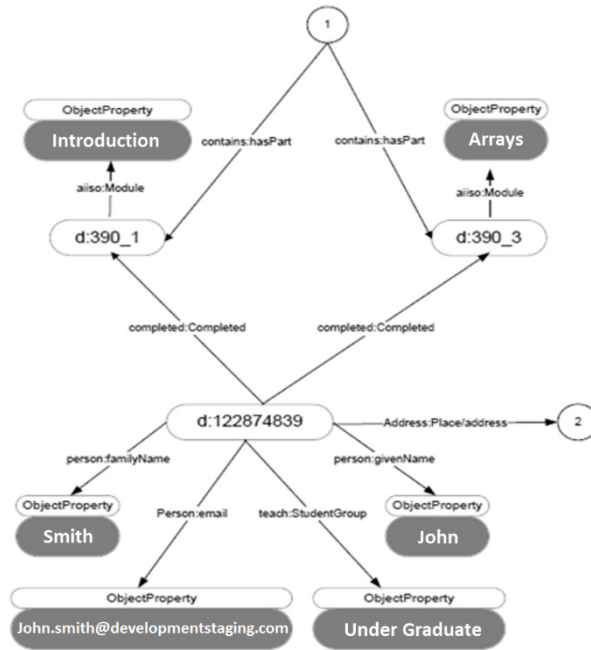 1
ObjectProperty
Introduction
ObjectProperty
Arrays
contains:hasPart
contains:hasPart
aiiso:Module
aiiso:Module
d:390_1
d:390_3
completed:Completed
completed:Completed
d:122874839
Address:Place/address
2
person:familyName
person:givenName
ObjectProperty
Smith
Person:email
teach:StudentGroup
ObjectProperty
John
ObjectProperty
John.smith@developmentstaging.com
ObjectProperty
Under Graduate